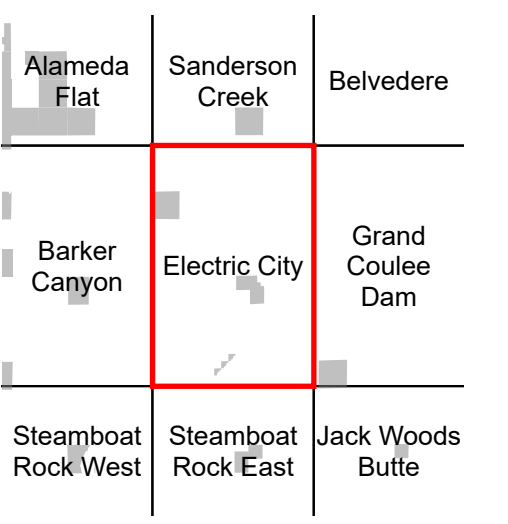 Alameda
Flat
Sanderson
Creek
Belvedere
Barker
Canyon
Electric City
Grand
Coulee
Dam
Steamboat
Rock West
Steamboat
Rock East
Jack Woods
Butte